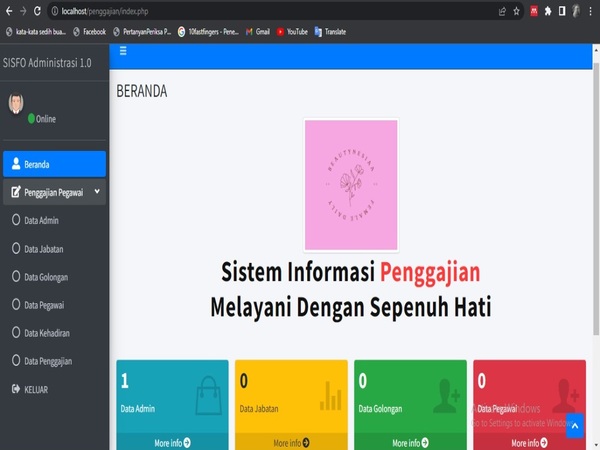 localhost/penggajian/index.php
kata-kata sedih bua...
Facebook
PertanyanPeriksa P...
10fastfingers - Pene...
Gmail
YouTube
Translate
SISFO Administrasi 1.0
Online
Beranda
Penggajian Pegawai
Data Admin
Data Jabatan
Data Golongan
Data Pegawai
Data Kehadiran
Data Penggajian
KELUAR
BERANDA
FEMALE DAILY
Sistem Informasi Penggajian
Melayani Dengan Sepenuh Hati
1
Data Admin
More info
0
Data Jabatan
More info
0
Data Golongan
More info
0
Data Pegawai
More info
Activate Windows
Go to Settings to activate Windows.